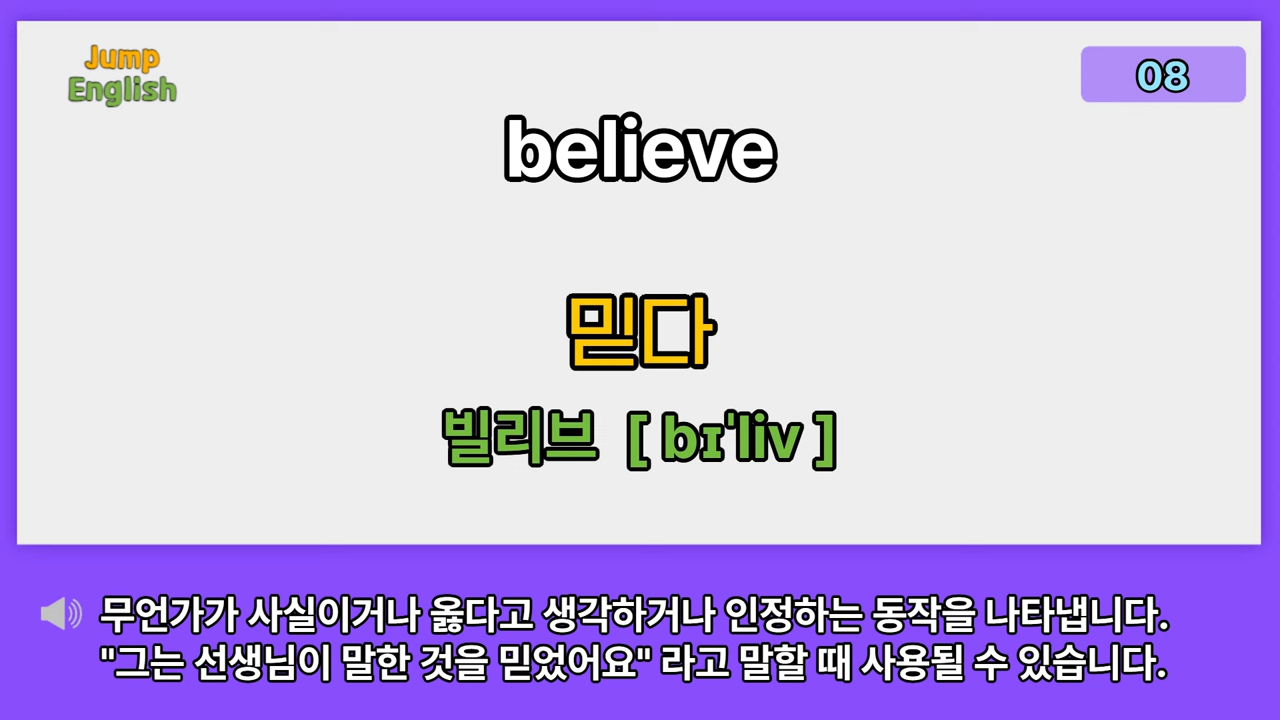 Jump
English
08
believe
믿다
빌리브 [ bɪˈliv ]
무언가가 사실이거나 옳다고 생각하거나 인정하는 동작을 나타냅니다.
"그는 선생님이 말한 것을 믿었어요" 라고 말할 때 사용될 수 있습니다.